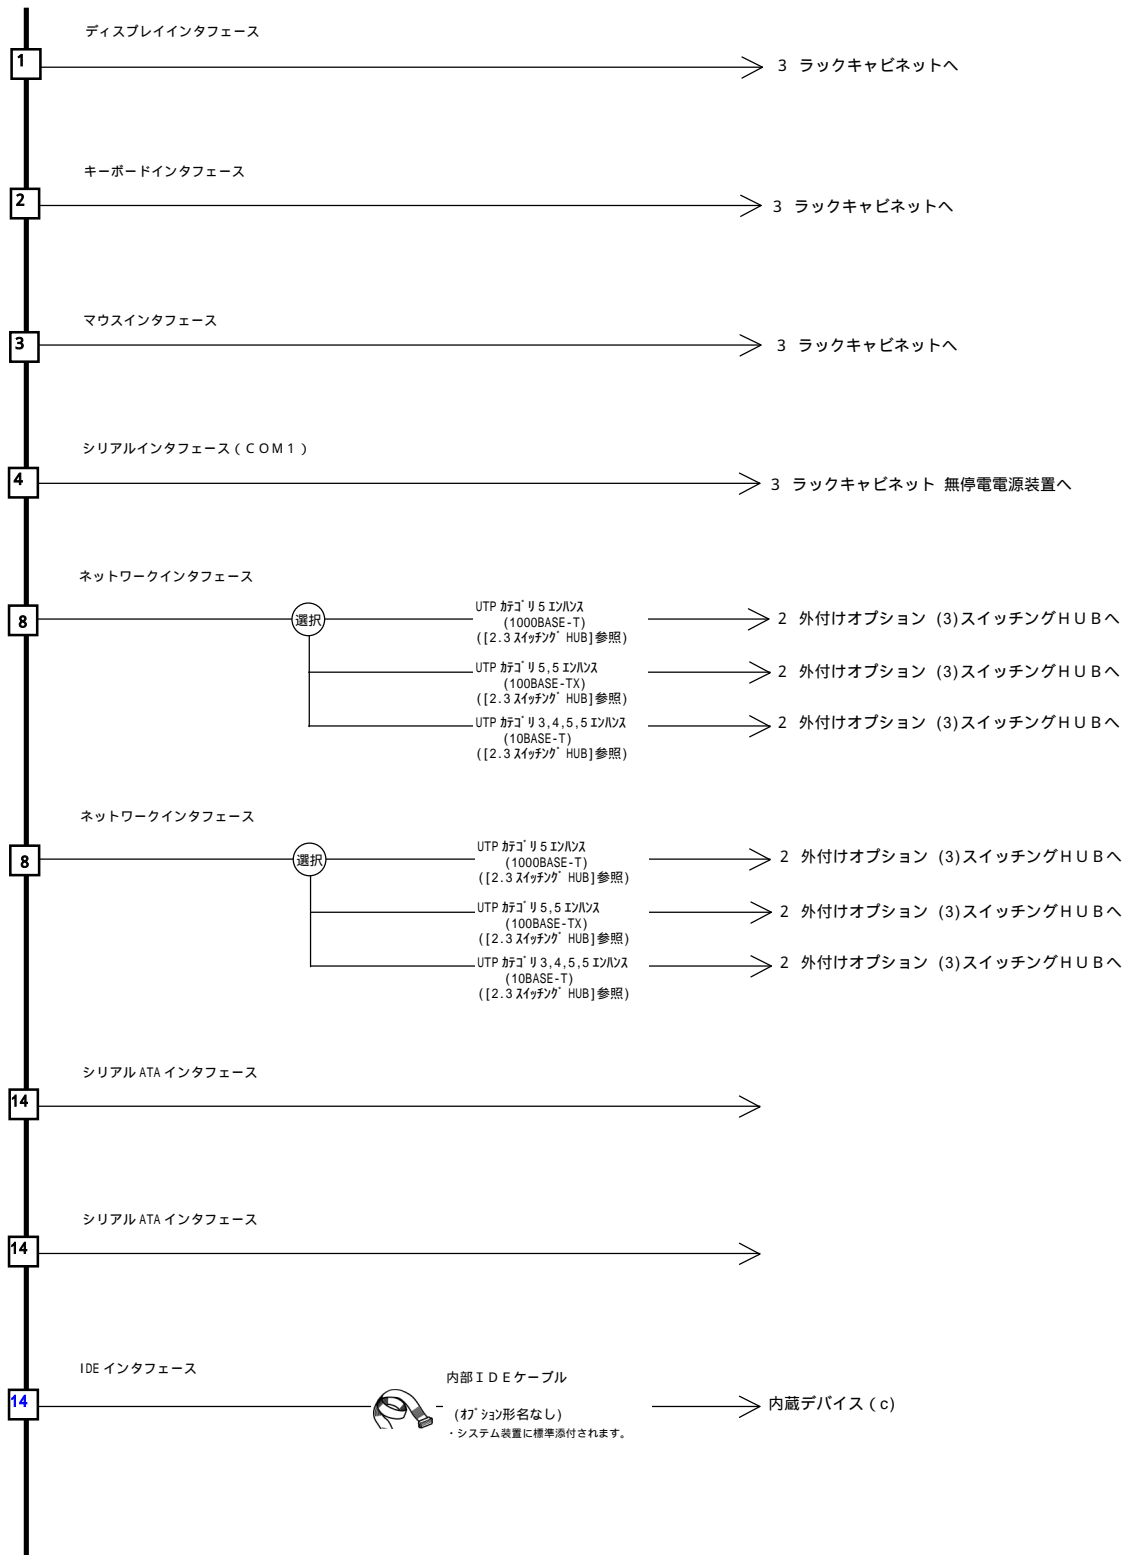 ディスプレイインタフェース
1
3 ラックキャビネットへ
キーボードインタフェース
2
3 ラックキャビネットへ
マウスインタフェース
3
3 ラックキャビネットへ
シリアルインタフェース(COM1)
4
3 ラックキャビネット 無停電電源装置へ
ネットワークインタフェース
8
選択
UTP ｶﾃｺﾞﾘ 5 ｴﾝﾊﾝｽ
(1000BASE-T)
([2.3 ｽｲｯﾁﾝｸﾞ HUB]参照)
2 外付けオプション (3)スイッチングHUBへ
UTP ｶﾃｺﾞﾘ 5,5 ｴﾝﾊﾝｽ
(100BASE-TX)
([2.3 ｽｲｯﾁﾝｸﾞ HUB]参照)
2 外付けオプション (3)スイッチングHUBへ
UTP ｶﾃｺﾞﾘ 3,4,5,5 ｴﾝﾊﾝｽ
(10BASE-T)
([2.3 ｽｲｯﾁﾝｸﾞ HUB]参照)
2 外付けオプション (3)スイッチングHUBへ
ネットワークインタフェース
8
選択
UTP ｶﾃｺﾞﾘ 5 ｴﾝﾊﾝｽ
(1000BASE-T)
([2.3 ｽｲｯﾁﾝｸﾞ HUB]参照)
2 外付けオプション (3)スイッチングHUBへ
UTP ｶﾃｺﾞﾘ 5,5 ｴﾝﾊﾝｽ
(100BASE-TX)
([2.3 ｽｲｯﾁﾝｸﾞ HUB]参照)
2 外付けオプション (3)スイッチングHUBへ
UTP ｶﾃｺﾞﾘ 3,4,5,5 ｴﾝﾊﾝｽ
(10BASE-T)
([2.3 ｽｲｯﾁﾝｸﾞ HUB]参照)
2 外付けオプション (3)スイッチングHUBへ
シリアル ATA インタフェース
14
シリアル ATA インタフェース
14
IDE インタフェース
14
内部IDEケーブル
(ｵﾌﾟｼｮﾝ形名なし)
・システム装置に標準添付されます。
内蔵デバイス(c)